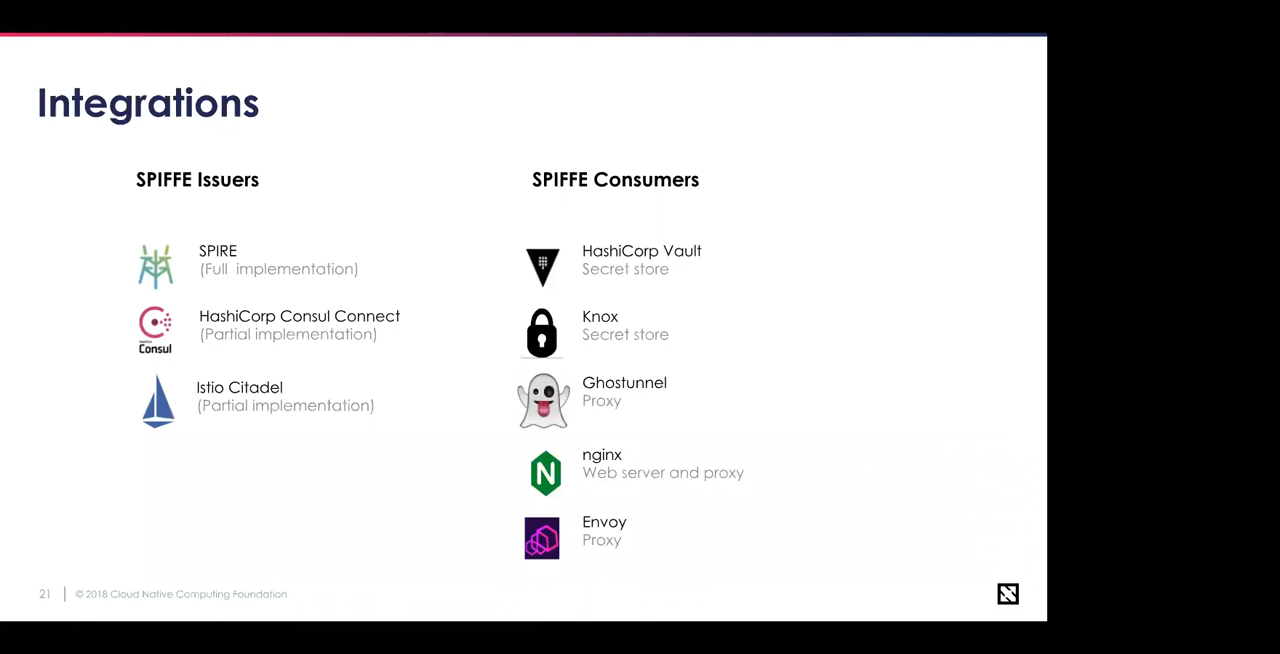 Integrations
SPIFFE Issuers
SPIRE
(Full implementation)
Consul
HashiCorp Consul Connect
(Partial implementation)
Istio Citadel
(Partial implementation)
SPIFFE Consumers
HashiCorp Vault
Secret store
Knox
Secret store
Ghostunnel
Proxy
N
nginx
Web server and proxy
Envoy
Proxy
21
© 2018 Cloud Native Computing Foundation